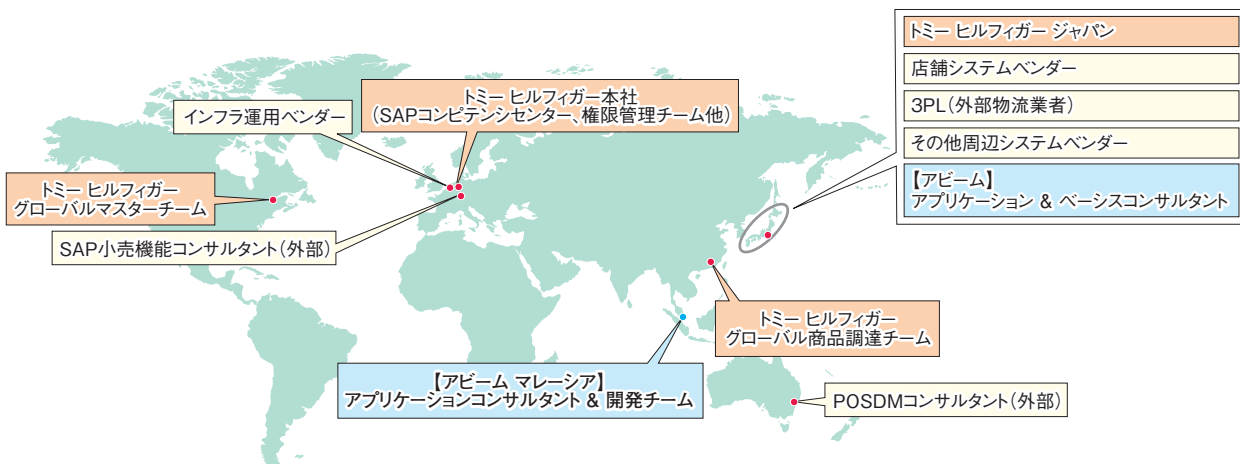 トミー ヒルフィガー ジャパン
店舗システムベンダー
3PL(外部物流業者)
その他周辺システムベンダー
【アビーム】
アプリケーション & ベーシスコンサルタント
トミー ヒルフィガー本社
(SAPコンピテンシセンター、権限管理チーム他)
インフラ運用ベンダー
トミー ヒルフィガー
グローバルマスターチーム
SAP小売機能コンサルタント(外部)
トミー ヒルフィガー
グローバル商品調達チーム
【アビーム マレーシア】
アプリケーションコンサルタント & 開発チーム
POSDMコンサルタント(外部)